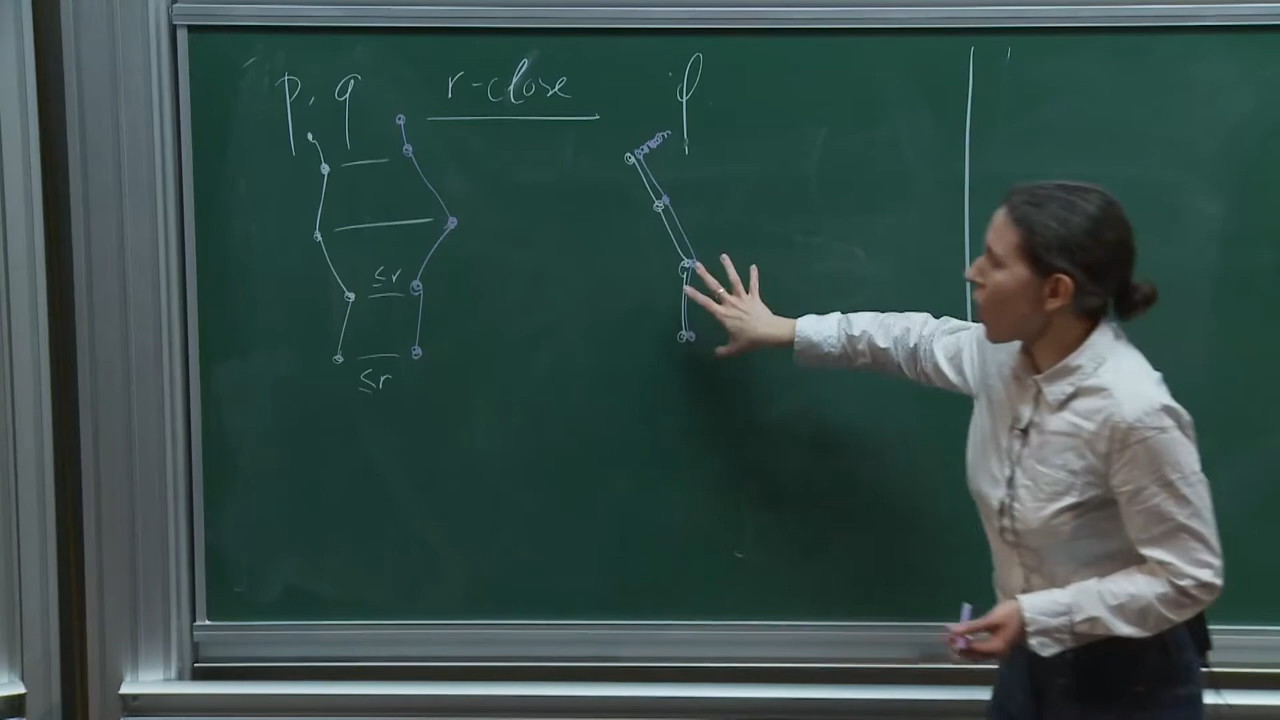 p, q r-close φ
≤r
≤r